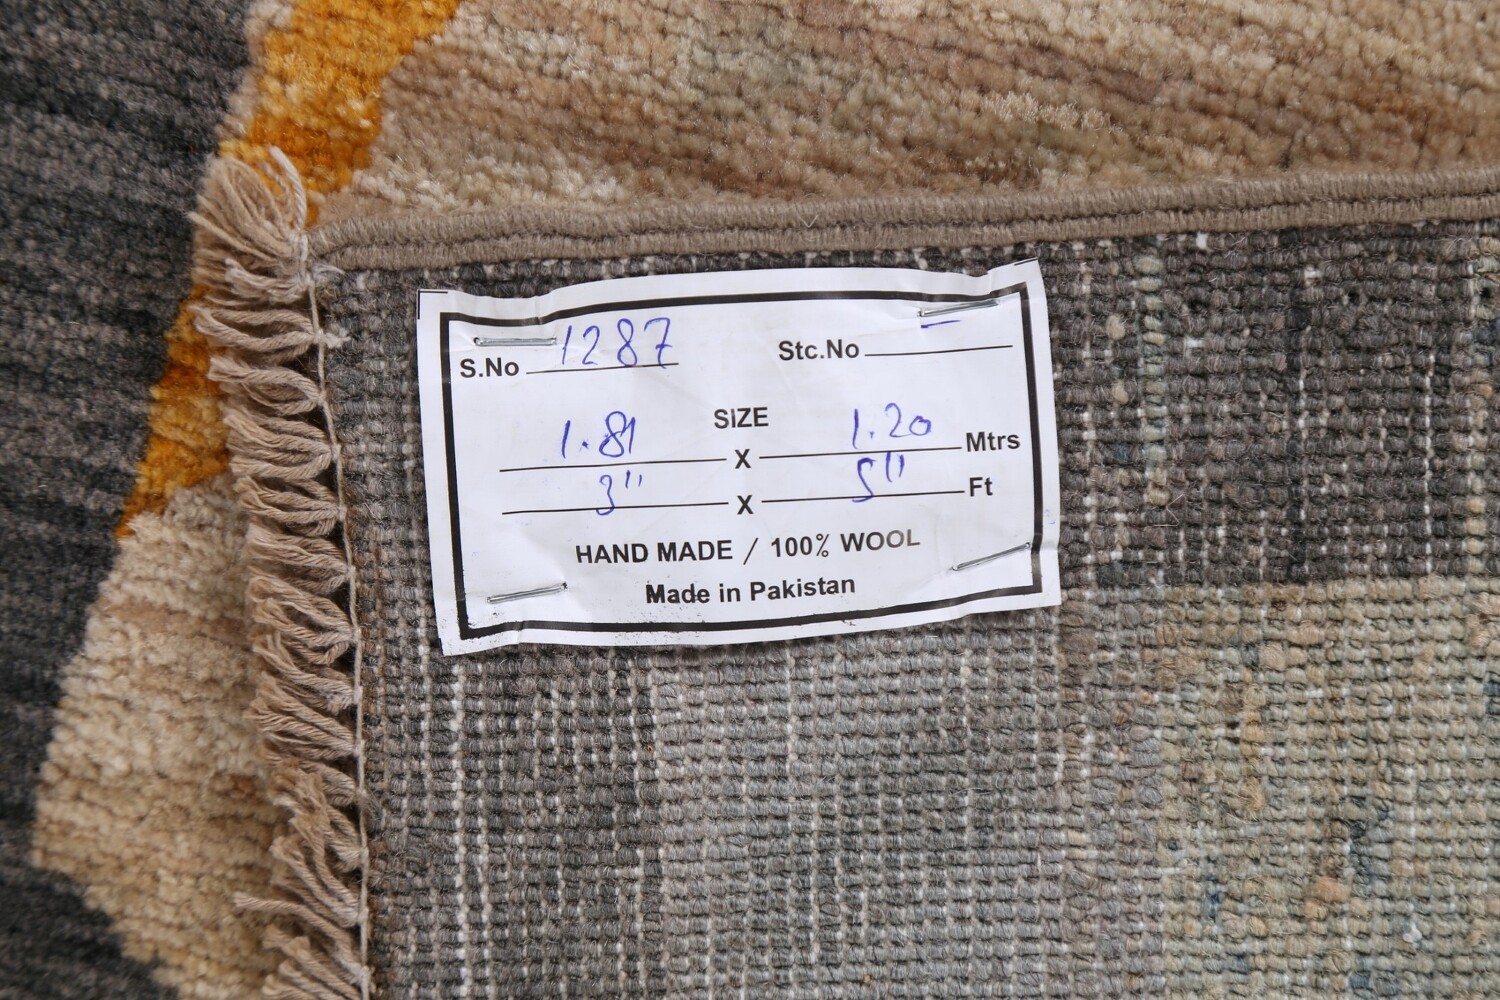 S.No 1287 Stc.No –
SIZE
1.81 X 1.20 Mtrs
3" X 5" Ft
HAND MADE / 100% WOOL
Made in Pakistan